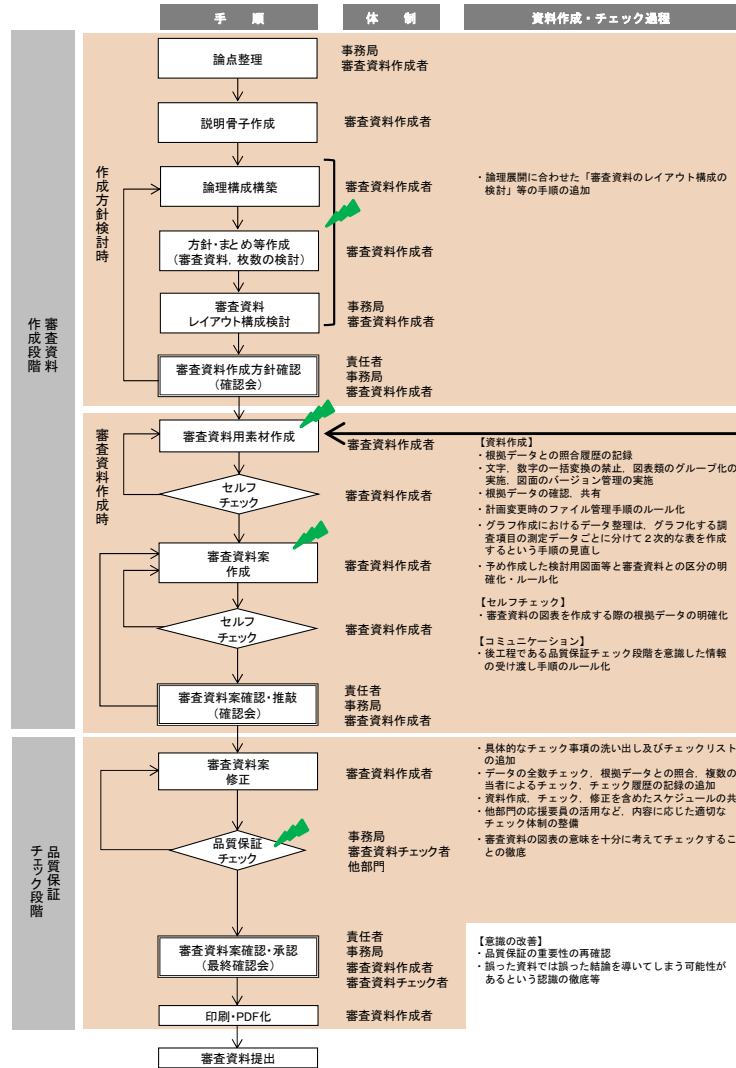 手　順
体　制
資料作成・チェック過程
審査資料
作成段階
作成方針検討時
論点整理
事務局
審査資料作成者
説明骨子作成
審査資料作成者
論理構成構築
審査資料作成者
・論理展開に合わせた「審査資料のレイアウト構成の
検討」等の手順の追加
方針・まとめ等作成
（審査資料，枚数の検討）
審査資料作成者
審査資料
レイアウト構成検討
事務局
審査資料作成者
審査資料作成方針確認
（確認会）
責任者
事務局
審査資料作成者
審査資料作成時
審査資料用素材作成
審査資料作成者
セルフ
チェック
審査資料作成者
審査資料案
作成
審査資料作成者
セルフ
チェック
審査資料作成者
審査資料案確認・推敲
（確認会）
責任者
事務局
審査資料作成者
【資料作成】
・根拠データとの照合履歴の記録
・文字，数字の一括変換の禁止，図表類のグループ化の
実施，図面のバージョン管理の実施
・根拠データの確認，共有
・計画変更時のファイル管理手順のルール化
・グラフ作成におけるデータ整理は，グラフ化する調
査項目の測定データごとに分けて２次的な表を作成
するという手順の見直し
・予め作成した検討用図面等と審査資料との区分の明
確化・ルール化
【セルフチェック】
・審査資料の図表を作成する際の根拠データの明確化
【コミュニケーション】
・後工程である品質保証チェック段階を意識した情報
の受け渡し手順のルール化
品質保証
チェック段階
審査資料案
修正
審査資料作成者
品質保証
チェック
事務局
審査資料チェック者
他部門
審査資料案確認・承認
（最終確認会）
責任者
事務局
審査資料作成者
審査資料チェック者
印刷・PDF化
審査資料作成者
審査資料提出
・具体的なチェック事項の洗い出し及びチェックリスト
の追加
・データの全数チェック，根拠データとの照合，複数の
当者によるチェック，チェック履歴の記録の追加
・資料作成，チェック，修正を含めたスケジュールの共
・他部門の応援要員の活用など，内容に応じた適切な
チェック体制の整備
・審査資料の図表の意味を十分に考えてチェックするこ
との徹底
【意識の改善】
・品質保証の重要性の再確認
・誤った資料では誤った結論を導いてしまう可能性が
あるという認識の徹底等